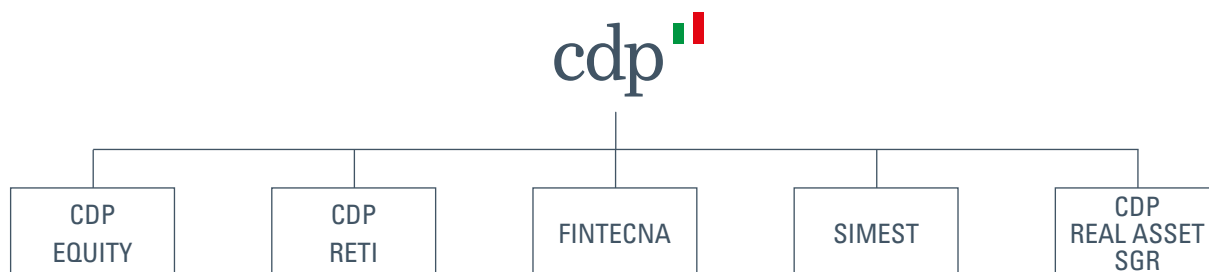 cdp
CDP
EQUITY
CDP
RETI
FINTECNA
SIMEST
CDP
REAL ASSET
SGR